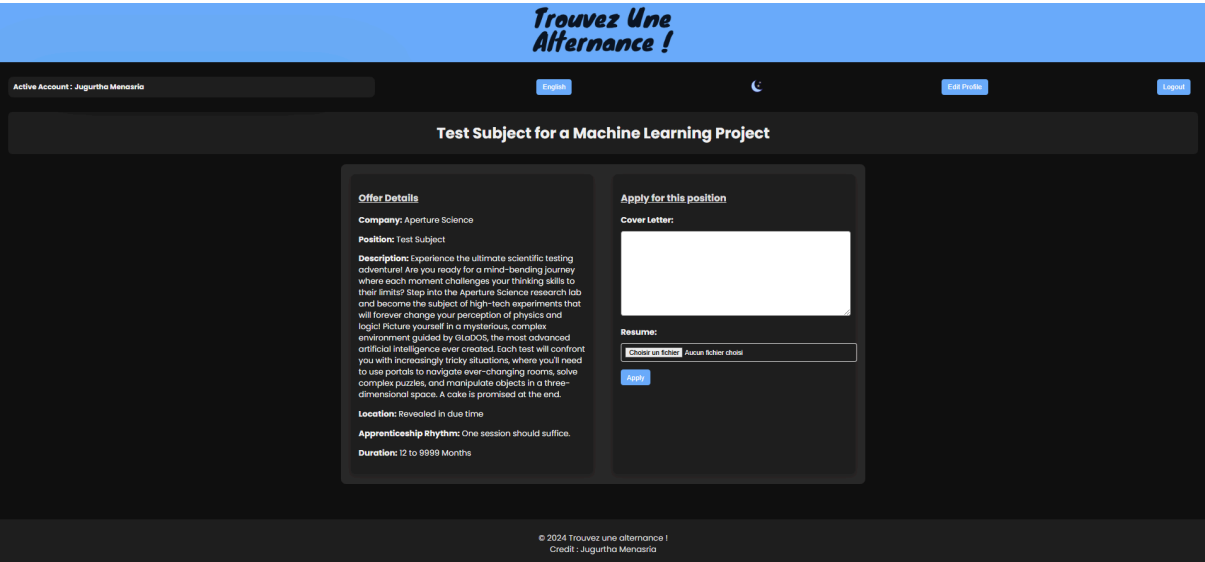 Trouvez Une
Alternance !
Active Account : Jugurtha Menasria
English
Edit Profile
Logout
Test Subject for a Machine Learning Project
Offer Details
Company: Aperture Science
Position: Test Subject
Description: Experience the ultimate scientific testing
adventure! Are you ready for a mind-bending journey
where each moment challenges your thinking skills to
their limits? Step into the Aperture Science research lab
and become the subject of high-tech experiments that
will forever change your perception of physics and
logic! Picture yourself in a mysterious, complex
environment guided by GLaDOS, the most advanced
artificial intelligence ever created. Each test will confront
you with increasingly tricky situations, where you'll need
to use portals to navigate ever-changing rooms, solve
complex puzzles, and manipulate objects in a three-
dimensional space. A cake is promised at the end.
Location: Revealed in due time
Apprenticeship Rhythm: One session should suffice.
Duration: 12 to 9999 Months
Apply for this position
Cover Letter:
Resume:
Choisir un fichier Aucun fichier choisi
Apply
© 2024 Trouvez une alternance !
Credit : Jugurtha Menasria